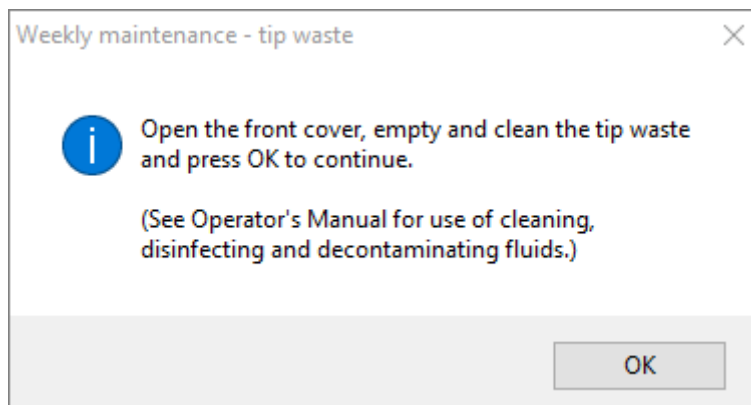 Weekly maintenance - tip waste
Open the front cover, empty and clean the tip waste
and press OK to continue.
(See Operator's Manual for use of cleaning,
disinfecting and decontaminating fluids.)
OK